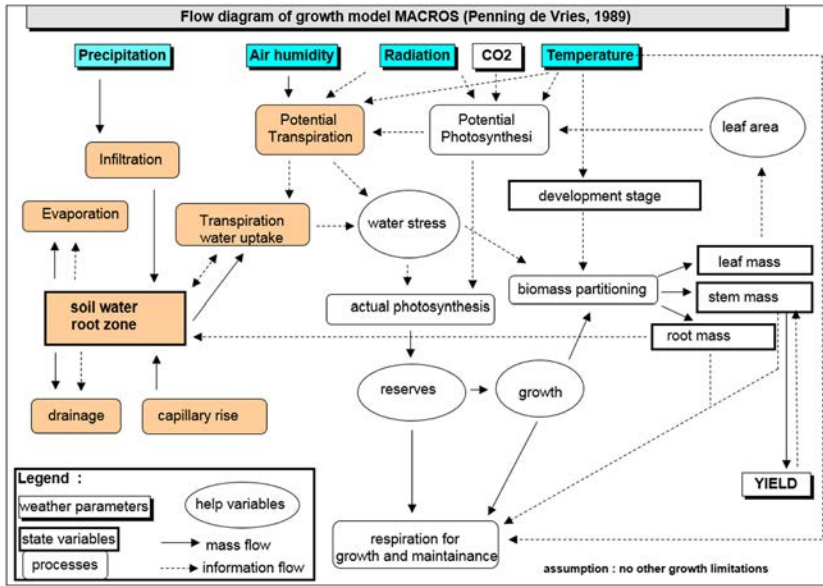 Flow diagram of growth model MACROS (Penning de Vries, 1989)
Precipitation
Air humidity
Radiation
CO2
Temperature
Potential
Transpiration
Potential
Photosynthesi
leaf area
Infiltration
development stage
Evaporation
Transpiration
water uptake
water stress
leaf mass
biomass partitioning
stem mass
soil water
root zone
actual photosynthesis
root mass
reserves
growth
drainage
capillary rise
YIELD
Legend :
weather parameters
help variables
state variables
mass flow
processes
information flow
respiration for
growth and maintainance
assumption : no other growth limitations